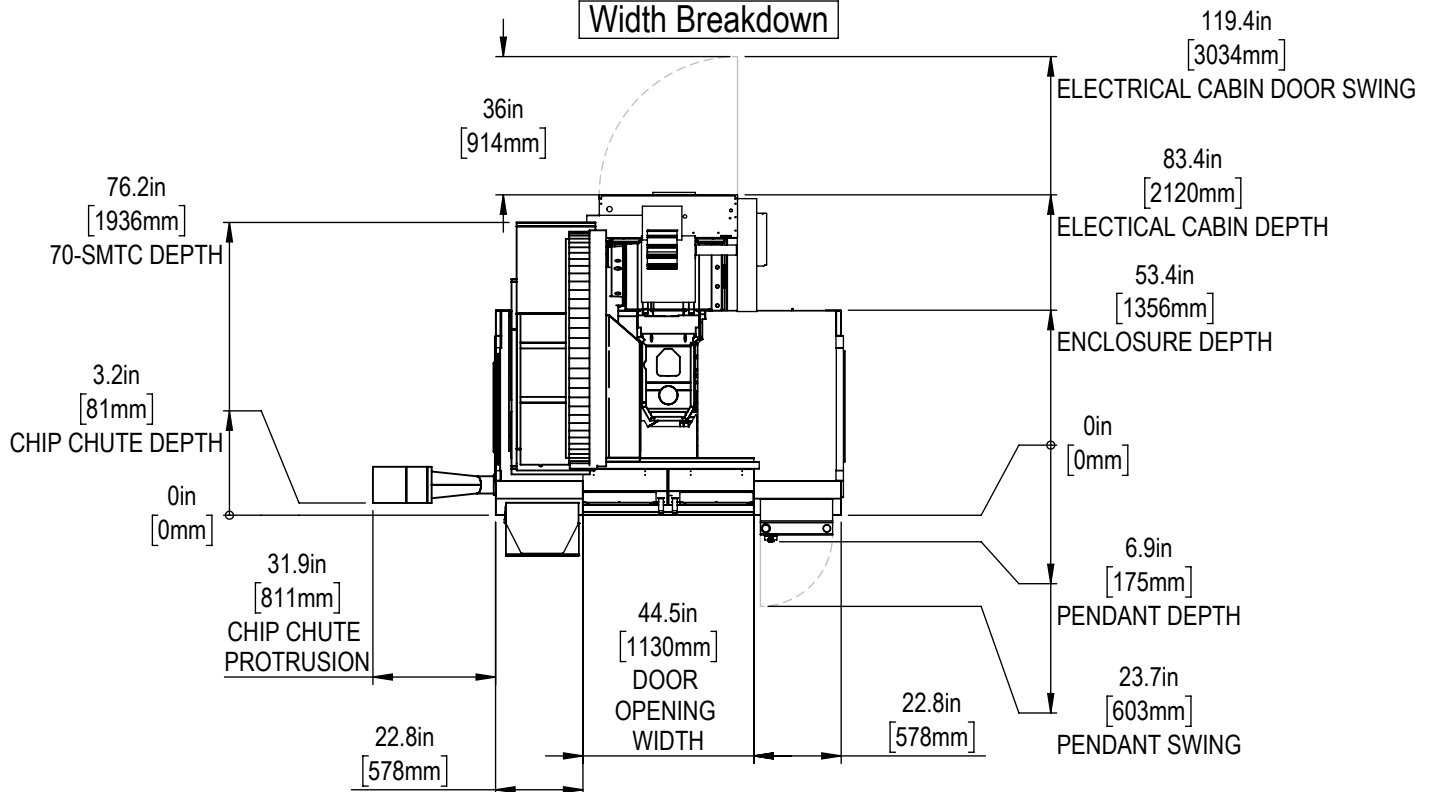 Width Breakdown
119.4in
[3034mm]
ELECTRICAL CABIN DOOR SWING
36in
[914mm]
83.4in
[2120mm]
ELECTICAL CABIN DEPTH
76.2in
[1936mm]
70-SMTC DEPTH
53.4in
[1356mm]
ENCLOSURE DEPTH
3.2in
[81mm]
CHIP CHUTE DEPTH
0in
[0mm]
0in
[0mm]
31.9in
[811mm]
CHIP CHUTE
PROTRUSION
44.5in
[1130mm]
DOOR
OPENING
WIDTH
6.9in
[175mm]
PENDANT DEPTH
23.7in
[603mm]
PENDANT SWING
22.8in
[578mm]
22.8in
[578mm]